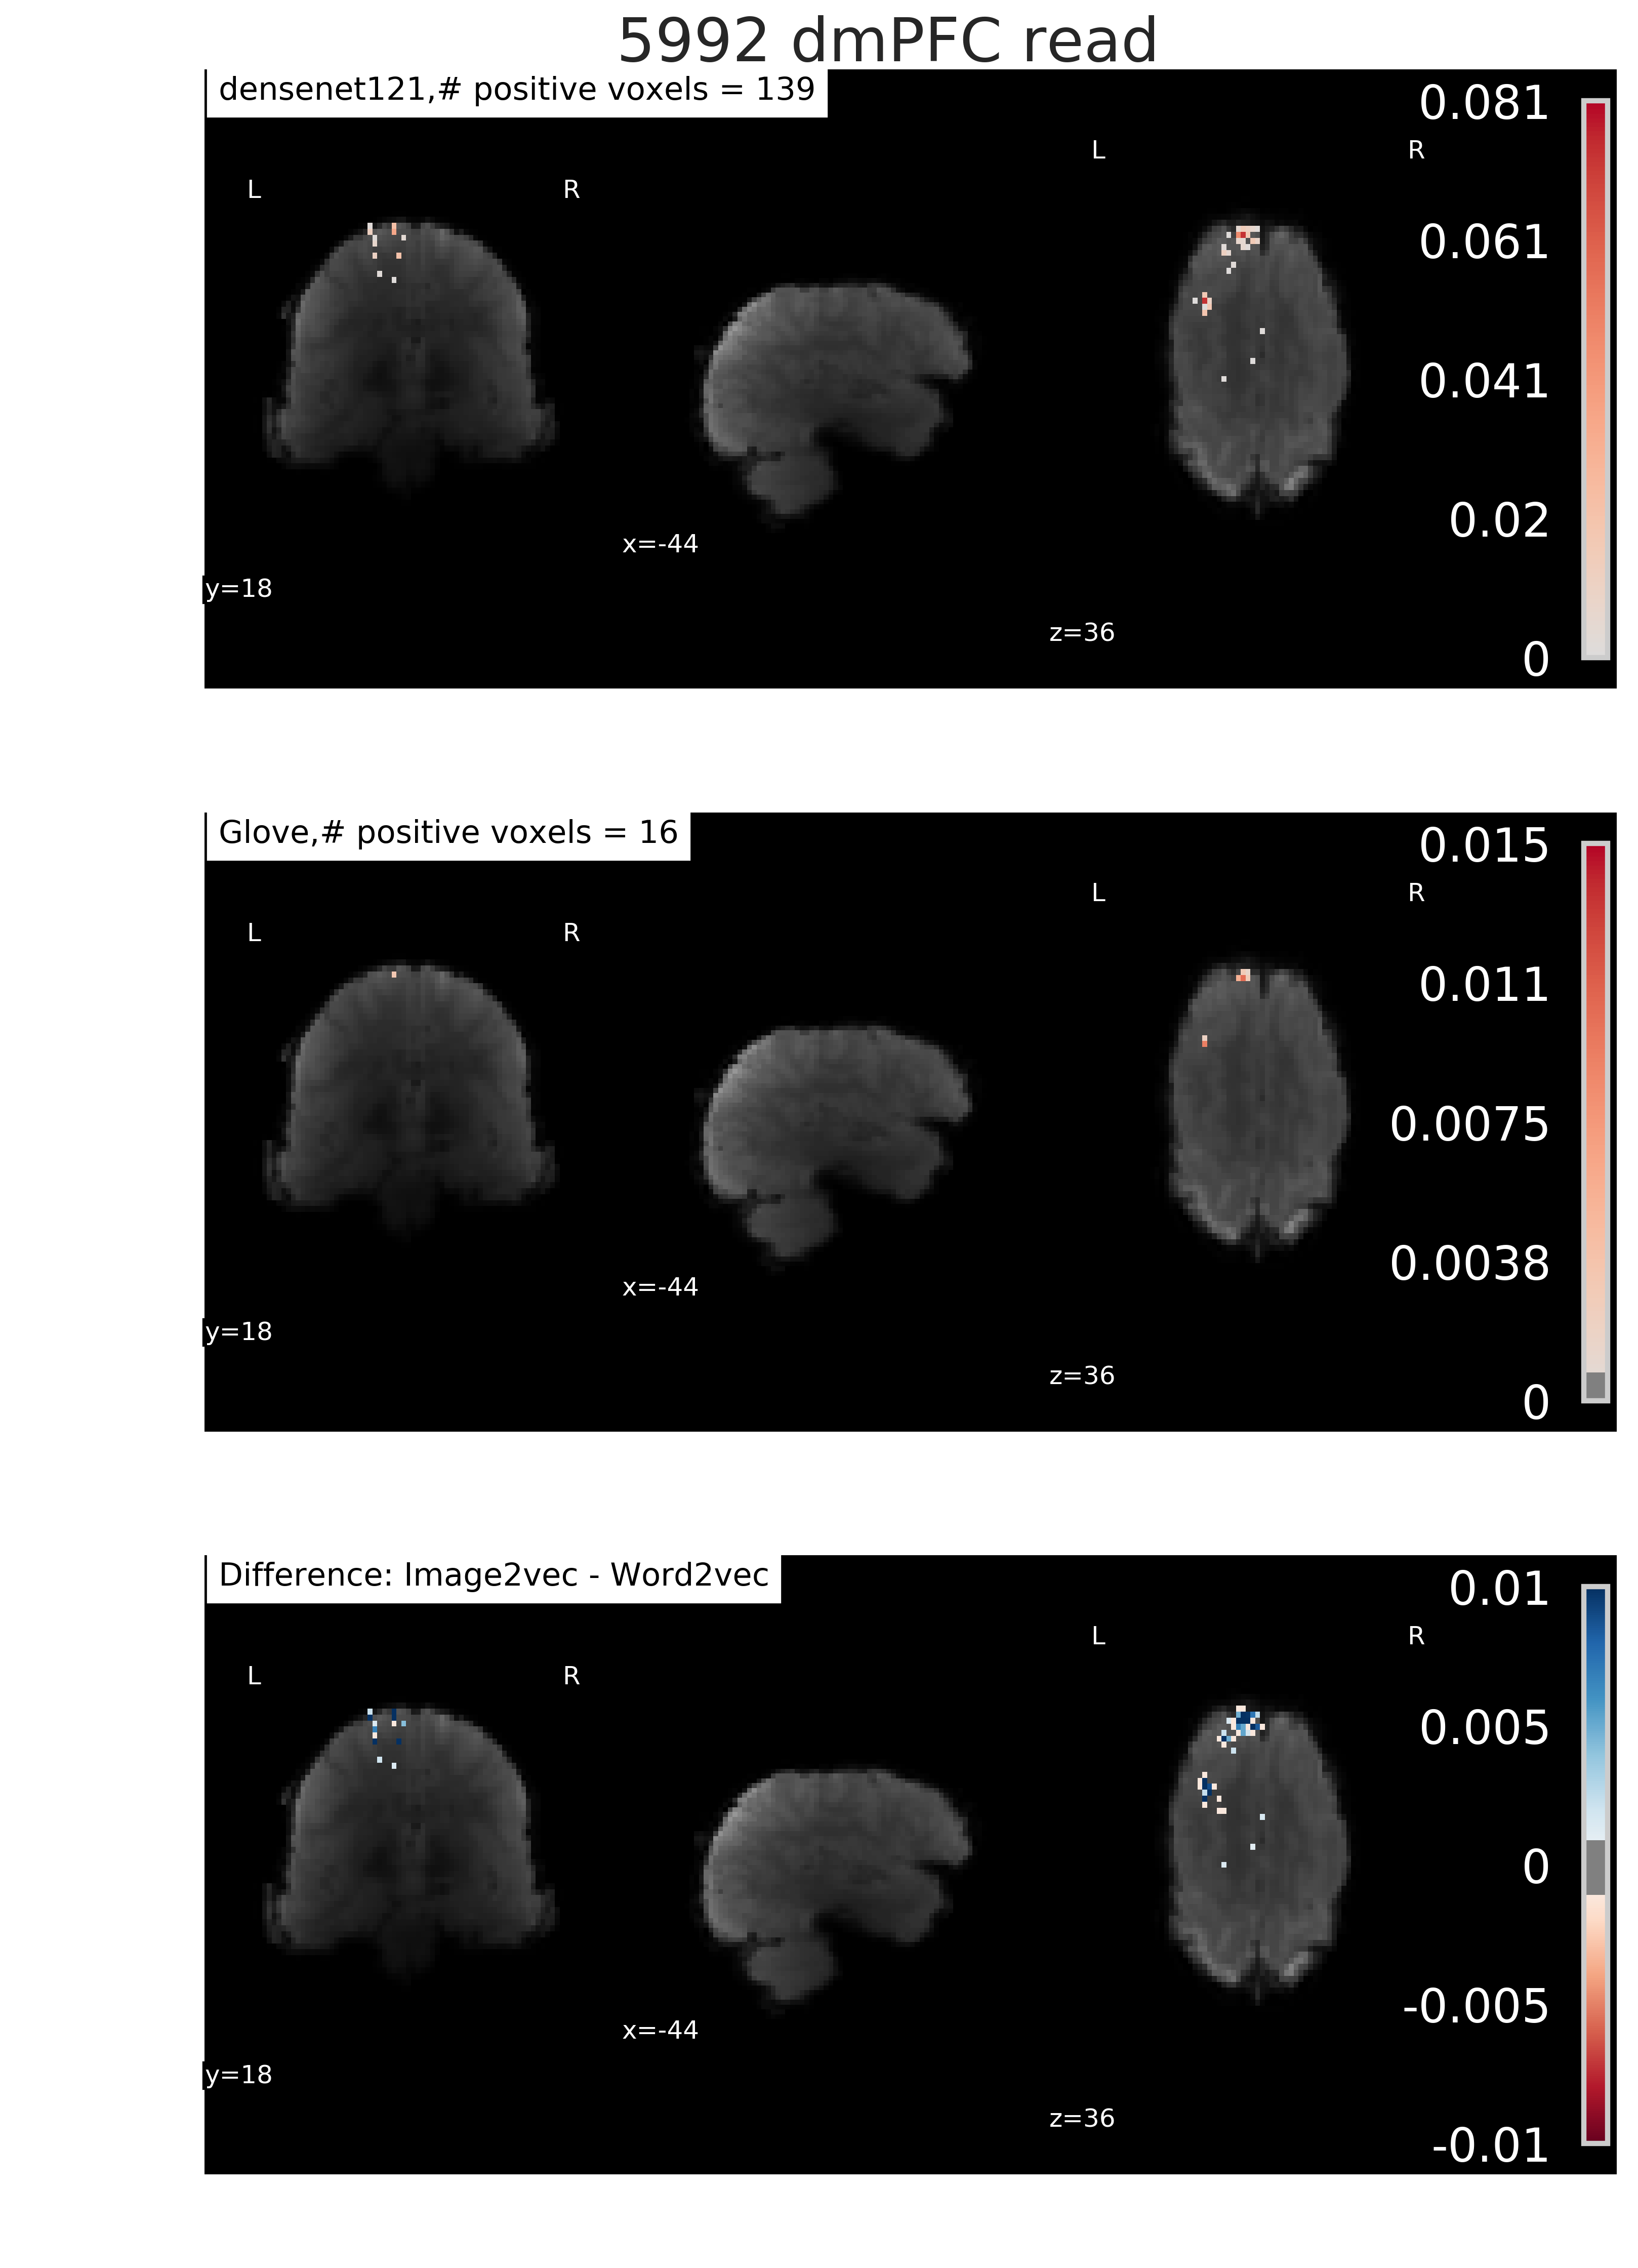 5992 dmPFC read
densenet121,# positive voxels = 139
0.081
L R
L R
0.061
0.041
0.02
x=-44
y=18
z=36
0
Glove,# positive voxels = 16
0.015
L R
L R
0.011
0.0075
0.0038
x=-44
y=18
z=36
0
Difference: Image2vec - Word2vec
0.01
L R
L R
0.005
0
-0.005
x=-44
y=18
z=36
-0.01